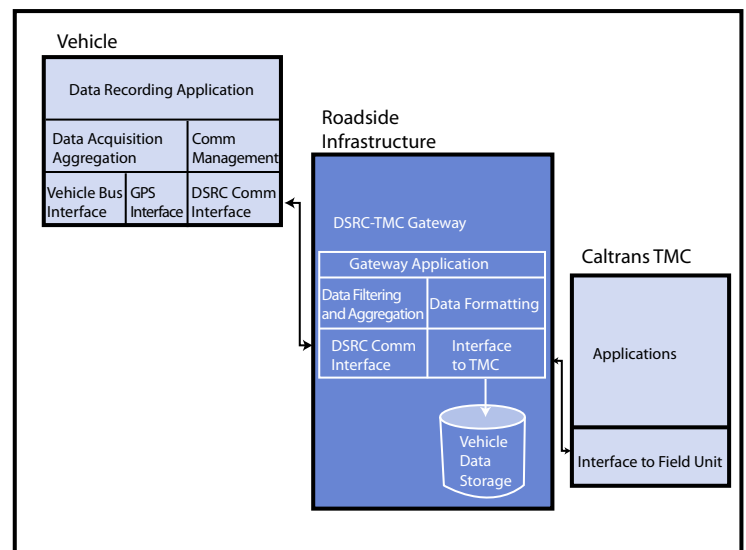 Vehicle
Data Recording Application
Data Acquisition
Aggregation
Comm
Management
Vehicle Bus
Interface
GPS
Interface
DSRC Comm
Interface
Roadside
Infrastructure
DSRC-TMC Gateway
Gateway Application
Data Filtering
and Aggregation
Data Formatting
DSRC Comm
Interface
Interface
to TMC
Vehicle
Data
Storage
Caltrans TMC
Applications
Interface to Field Unit